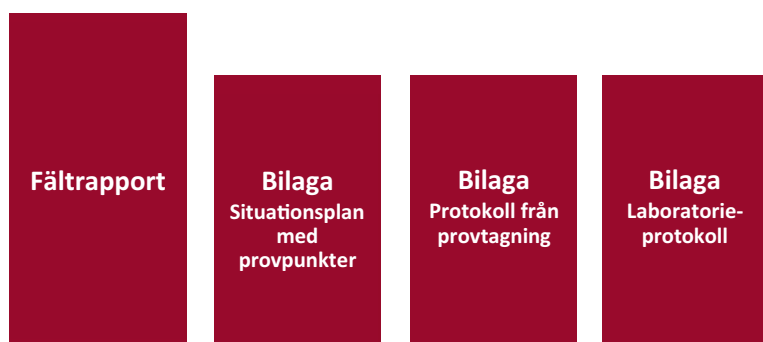 Fältrapport
Bilaga
Situationsplan
med
provpunkter
Bilaga
Protokoll från
provtagning
Bilaga
Laboratorie-
protokoll